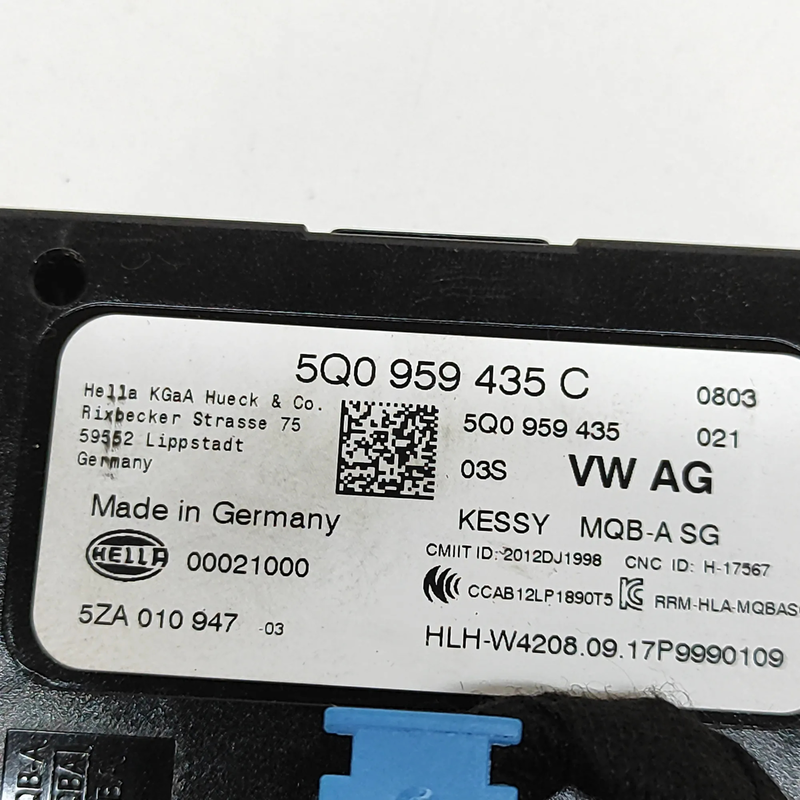 5Q0 959 435 C
0803
Hella KGaA Hueck & Co.
Rixbecker Strasse 75
59552 Lippstadt
Germany
5Q0 959 435
021
03S
VW AG
Made in Germany
KESSY MQB-A SG
HELLA 00021000
CMIIT ID: 2012DJ1998 CNC ID: H-17567
CCAB12LP1890T5
RRM-HLA-MQBAS
5ZA 010 947 -03
HLH-W4208.09.17P9990109